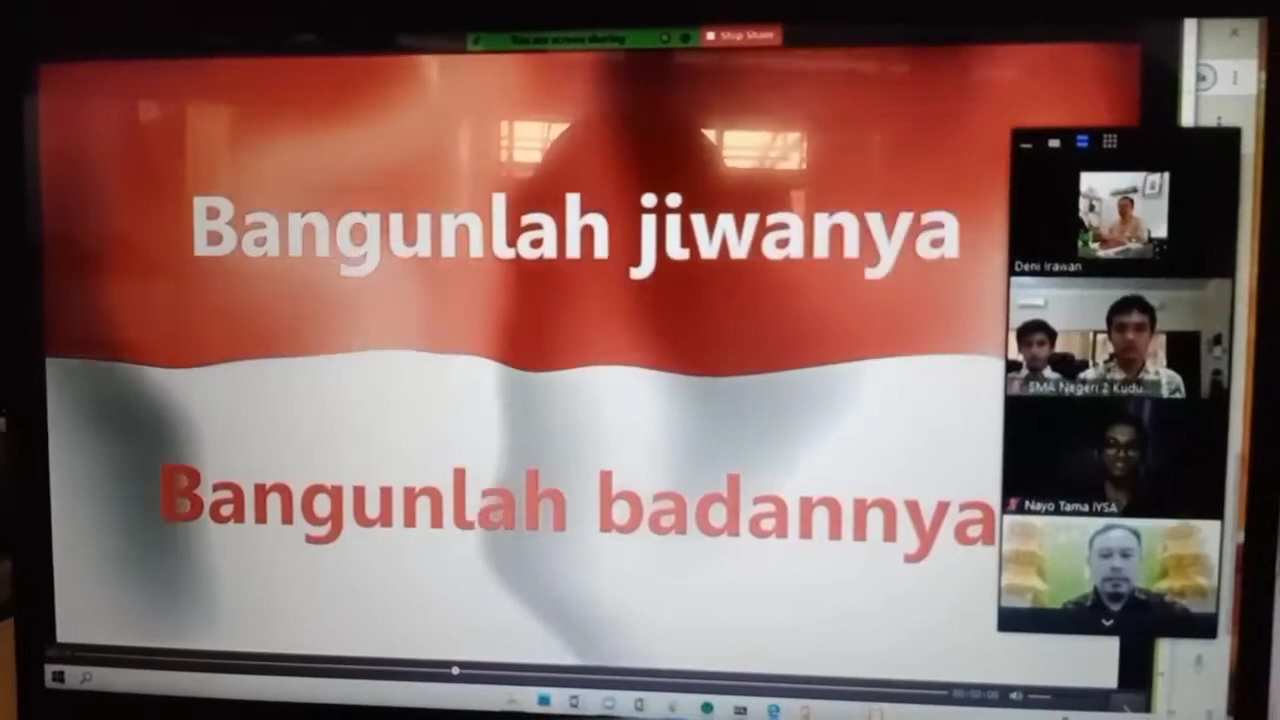 You are screen sharing
Stop Share
Bangunlah jiwanya
Bangunlah badannya
Deni Irawan
SMA Negeri 2 Kudu...
Nayo Tama IYSA